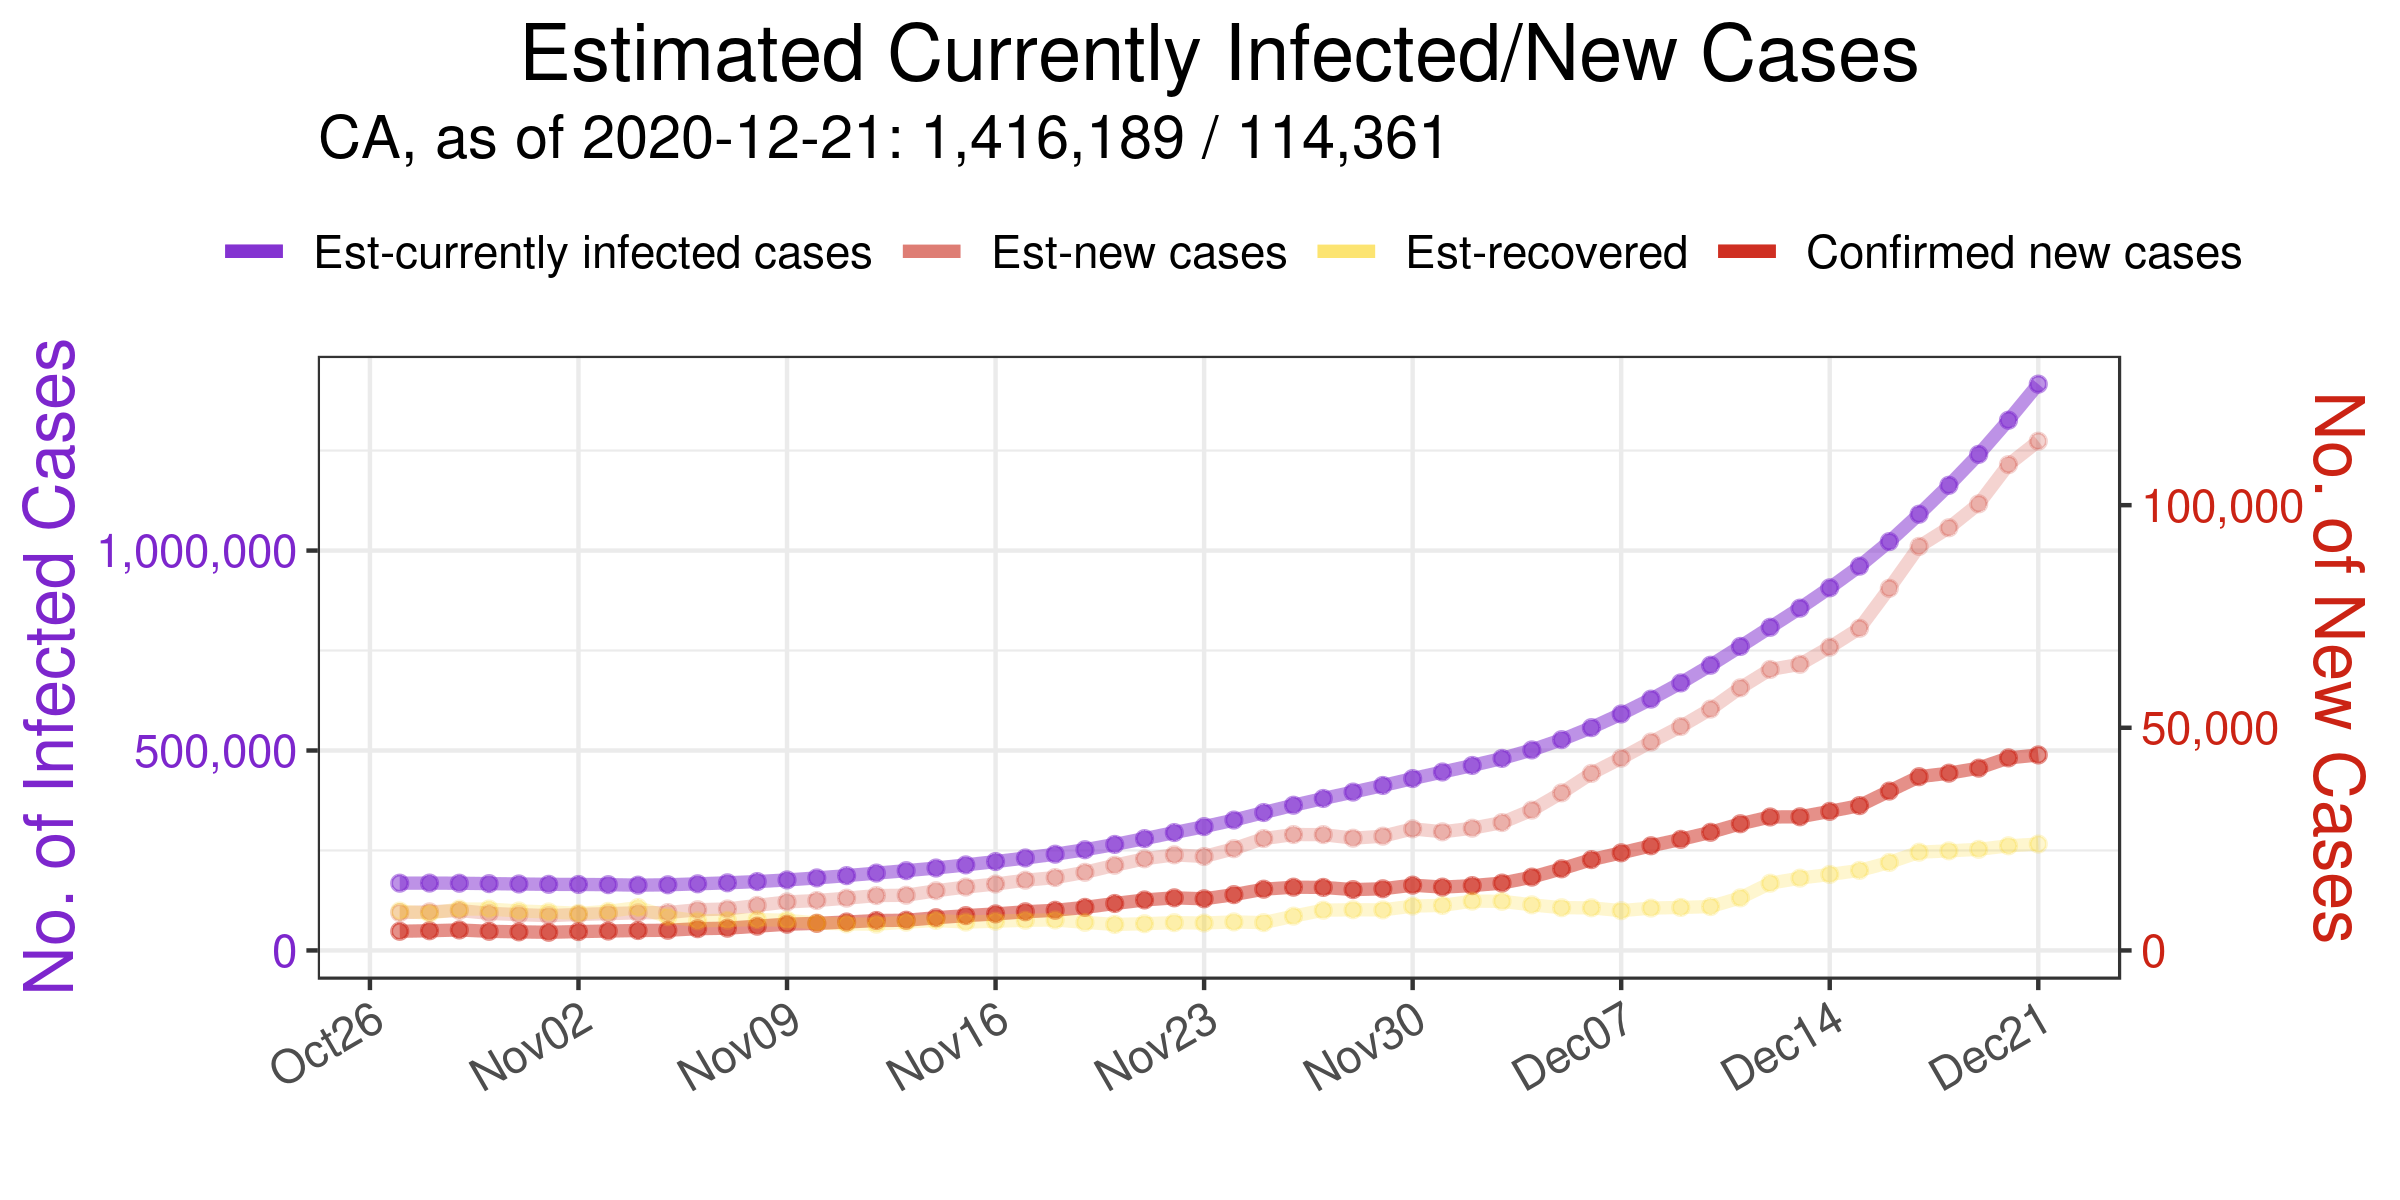 Estimated Currently Infected/New Cases
CA, as of 2020-12-21: 1,416,189 / 114,361
Est-currently infected cases Est-new cases Est-recovered Confirmed new cases
No. of Infected Cases
1,000,000
500,000
0
100,000
50,000
0
No. of New Cases
Oct26 Nov02 Nov09 Nov16 Nov23 Nov30 Dec07 Dec14 Dec21